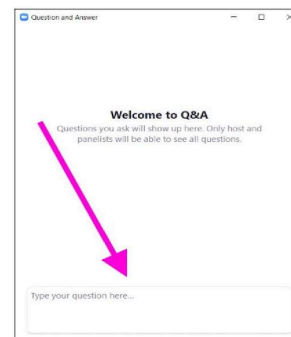 Question and Answer
Welcome to Q&A
Questions you ask will show up here. Only host and
panelists will be able to see all questions.
Type your question here...